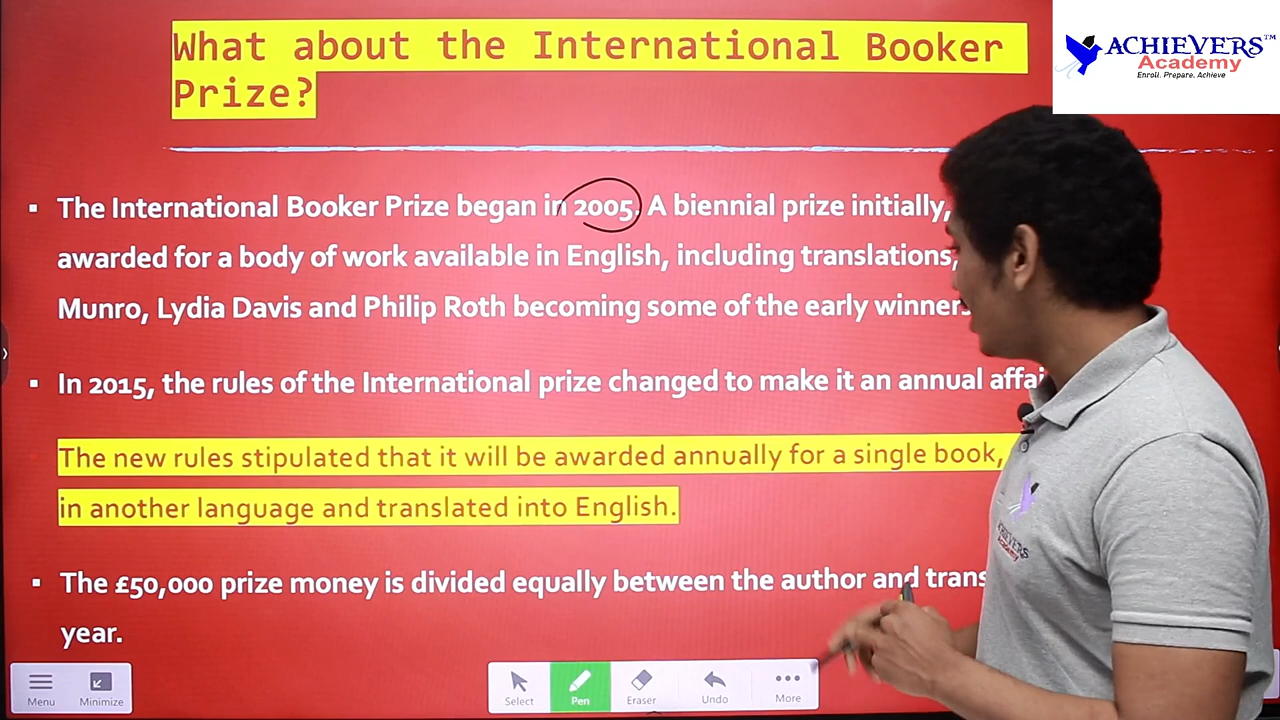 What about the International Booker
Prize?
ACHIEVERS™
Academy
Enroll. Prepare. Achieve
▪ The International Booker Prize began in 2005. A biennial prize initially,
awarded for a body of work available in English, including translations,
Munro, Lydia Davis and Philip Roth becoming some of the early winners
▪ In 2015, the rules of the International prize changed to make it an annual
The new rules stipulated that it will be awarded annually for a single book,
in another language and translated into English.
▪ The £50,000 prize money is divided equally between the author and
year.
ACHIEVERS
Academy
Menu
Minimize
Select
Pen
Eraser
Undo
More